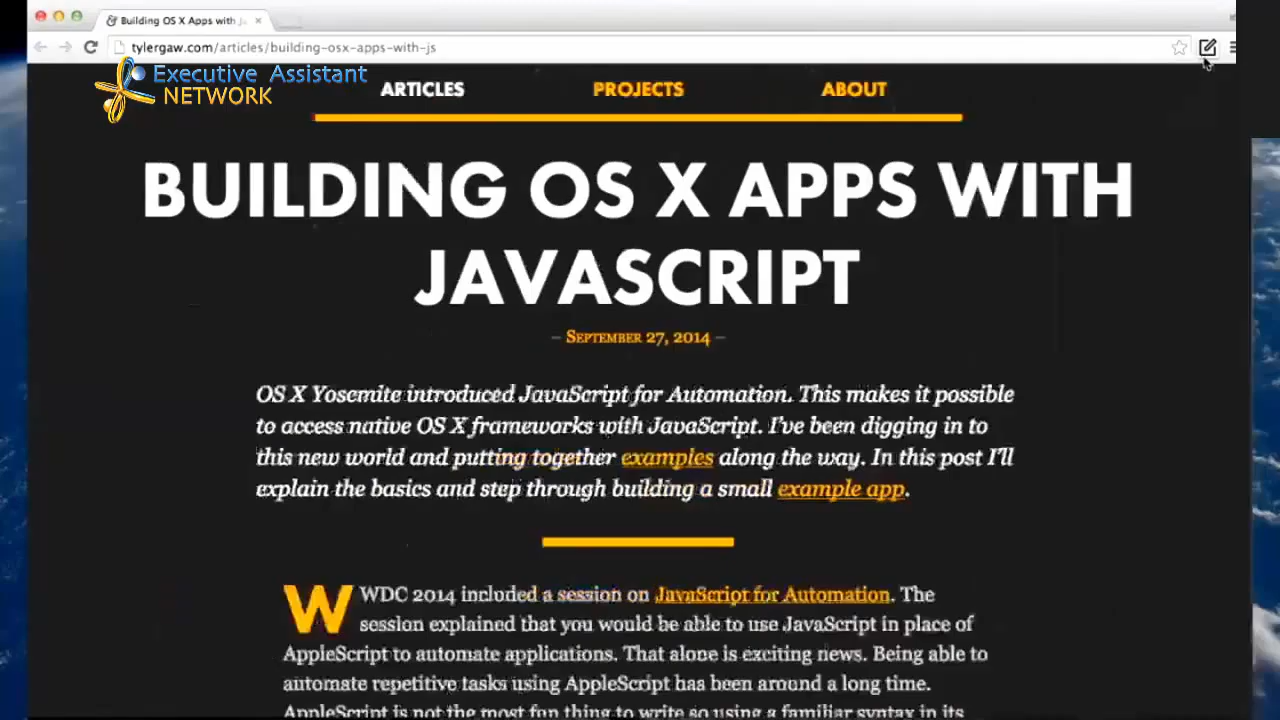 Building OS X Apps with J
tylergaw.com/articles/building-osx-apps-with-js
Executive Assistant
NETWORK
ARTICLES PROJECTS ABOUT
BUILDING OS X APPS WITH
JAVASCRIPT
– September 27, 2014 –
OS X Yosemite introduced JavaScript for Automation. This makes it possible
to access native OS X frameworks with JavaScript. I've been digging in to
this new world and putting together examples along the way. In this post I'll
explain the basics and step through building a small example app.
WWDC 2014 included a session on JavaScript for Automation. The
session explained that you would be able to use JavaScript in place of
AppleScript to automate applications. That alone is exciting news. Being able to
automate repetitive tasks using AppleScript has been around a long time.
AppleScript is not the most fun thing to write so using a familiar syntax in its